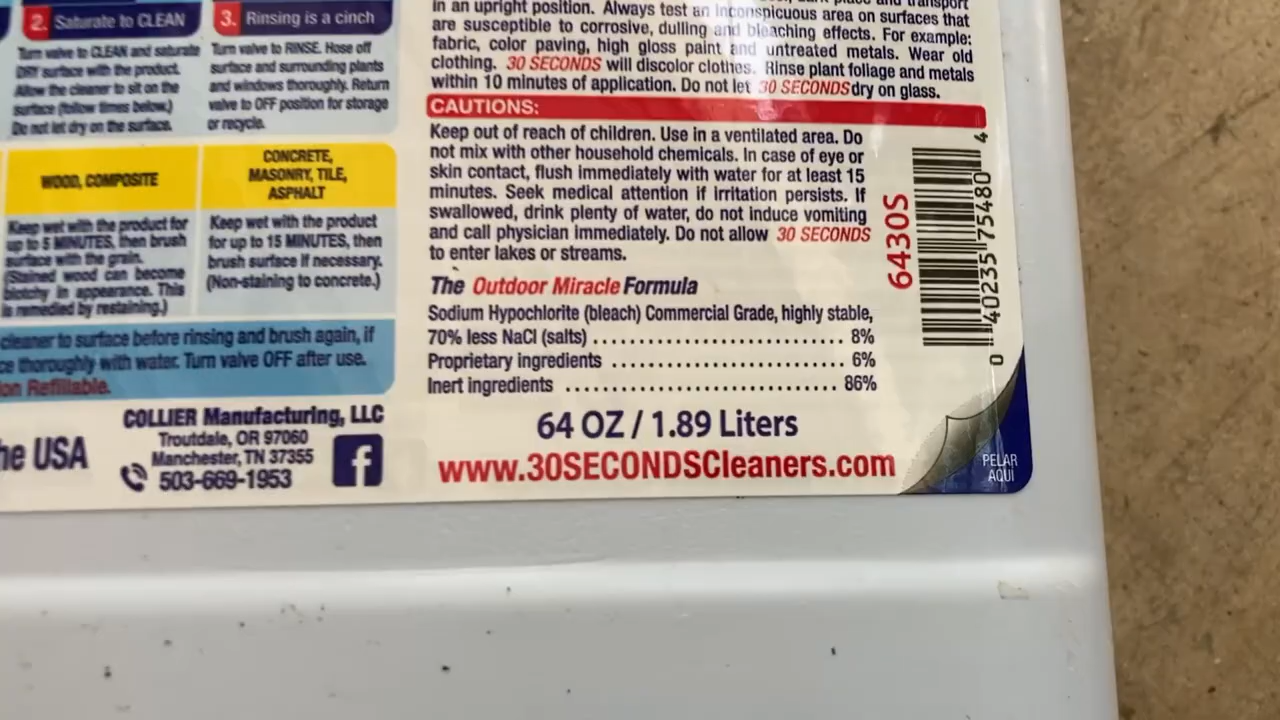 2. Saturate to CLEAN
Turn valve to CLEAN and saturate
DRY surface with the product.
Allow the cleaner to sit on the
surface (follow times below.)
Do not let dry on the surface.
3. Rinsing is a cinch
Turn valve to RINSE. Hose off
surface and surrounding plants
and windows thoroughly. Return
valve to OFF position for storage
or recycle.
WOOD, COMPOSITE
Keep wet with the product for
up to 5 MINUTES, then brush
surface with the grain.
(Stained wood can become
blotchy in appearance. This
is remedied by restaining.)
CONCRETE,
MASONRY, TILE,
ASPHALT
Keep wet with the product
for up to 15 MINUTES, then
brush surface if necessary.
(Non-staining to concrete.)
cleaner to surface before rinsing and brush again, if
ce thoroughly with water. Turn valve OFF after use.
on Refillable.
he USA
COLLIER Manufacturing, LLC
Troutdale, OR 97060
Manchester, TN 37355
503-669-1953
f
place and transport
in an upright position. Always test an inconspicuous area on surfaces that
are susceptible to corrosive, dulling and bleaching effects. For example:
fabric, color paving, high gloss paint and untreated metals. Wear old
clothing. 30 SECONDS will discolor clothes. Rinse plant foliage and metals
within 10 minutes of application. Do not let 30 SECONDS dry on glass.
CAUTIONS:
Keep out of reach of children. Use in a ventilated area. Do
not mix with other household chemicals. In case of eye or
skin contact, flush immediately with water for at least 15
minutes. Seek medical attention if irritation persists. If
swallowed, drink plenty of water, do not induce vomiting
and call physician immediately. Do not allow 30 SECONDS
to enter lakes or streams.
The Outdoor Miracle Formula
Sodium Hypochlorite (bleach) Commercial Grade, highly stable,
70% less NaCl (salts) .............................. 8%
Proprietary ingredients ............................ 6%
Inert ingredients ................................. 86%
64 OZ / 1.89 Liters
www.30SECONDSCleaners.com
6430S
0 40235 75480 4
PELAR
AQUI